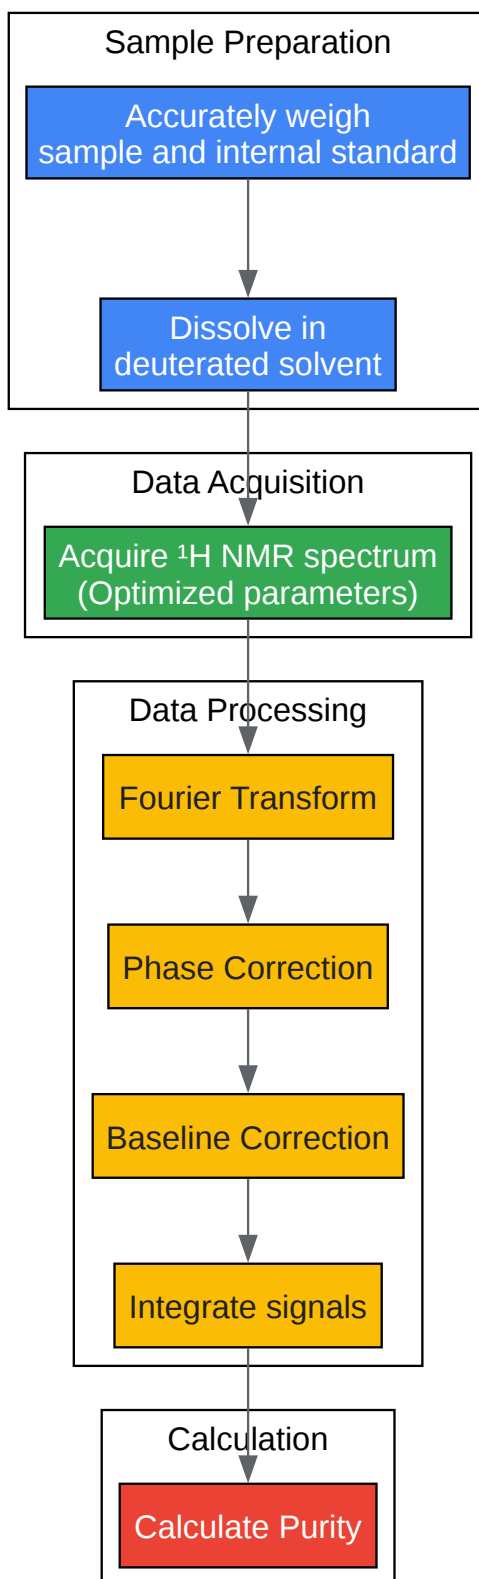 Sample Preparation
Accurately weigh
sample and internal standard
Dissolve in
deuterated solvent
Data Acquisition
Acquire ¹H NMR spectrum
(Optimized parameters)
Data Processing
Fourier Transform
Phase Correction
Baseline Correction
Integrate signals
Calculation
Calculate Purity